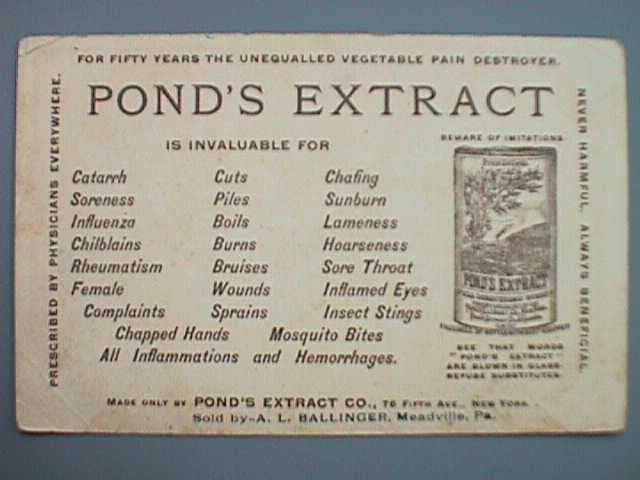 FOR FIFTY YEARS THE UNEQUALLED VEGETABLE PAIN DESTROYER.
PRESCRIBED BY PHYSICIANS EVERYWHERE.
POND'S EXTRACT
IS INVALUABLE FOR
Catarrh Cuts Chafing
Soreness Piles Sunburn
Influenza Boils Lameness
Chilblains Burns Hoarseness
Rheumatism Bruises Sore Throat
Female Wounds Inflamed Eyes
Complaints Sprains Insect Stings
Chapped Hands Mosquito Bites
All Inflammations and Hemorrhages.
BEWARE OF IMITATIONS
POND'S EXTRACT
SEE THAT WORDS
"POND'S EXTRACT"
ARE BLOWN IN GLASS.
REFUSE SUBSTITUTES.
NEVER HARMFUL. ALWAYS BENEFICIAL.
MADE ONLY BY POND'S EXTRACT CO., 76 FIFTH AVE., NEW YORK
Sold by-A. L. BALLINGER, Meadville, Pa.